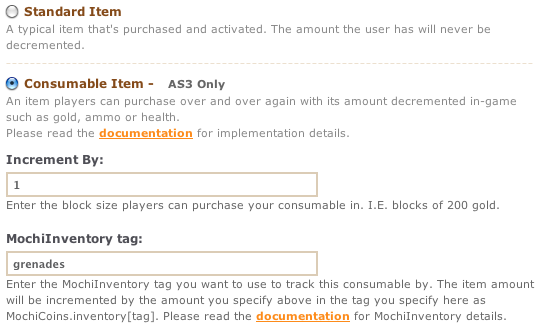 Standard Item
A typical item that's purchased and activated. The amount the user has will never be
decremented.
Consumable Item - AS3 Only
An item players can purchase over and over again with its amount decremented in-game
such as gold, ammo or health.
Please read the documentation for implementation details.
Increment By:
1
Enter the block size players can purchase your consumable in. I.E. blocks of 200 gold.
MochiInventory tag:
grenades
Enter the MochiInventory tag you want to use to track this consumable by. The item amount
will be incremented by the amount you specify above in the tag you specify here as
MochiCoins.inventory[tag]. Please read the documentation for MochiInventory details.